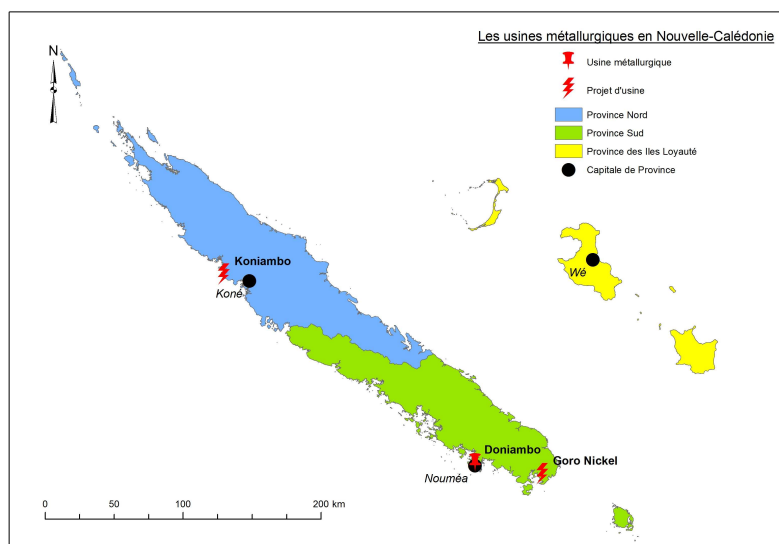 Les usines métallurgiques en Nouvelle-Calédonie
N
Usine métallurgique
Projet d'usine
Province Nord
Province Sud
Province des Iles Loyauté
Capitale de Province
Koniambo
Koné
Wé
Doniambo
Goro Nickel
Nouméa
0 50 100 200 km